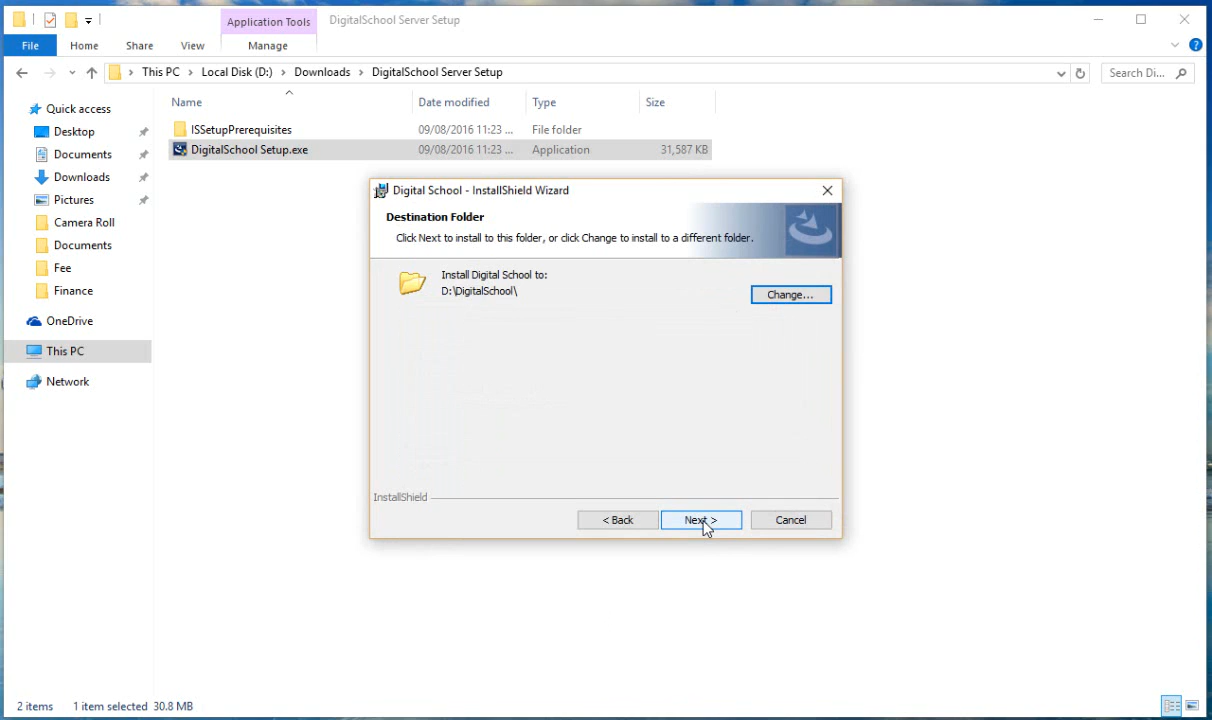 Application Tools
DigitalSchool Server Setup
File
Home
Share
View
Manage
This PC
Local Disk (D:)
Downloads
DigitalSchool Server Setup
Search Di...
Quick access
Desktop
Documents
Downloads
Pictures
Camera Roll
Documents
Fee
Finance
OneDrive
This PC
Network
Name
Date modified
Type
Size
ISSetupPrerequisites
09/08/2016 11:23 ...
File folder
DigitalSchool Setup.exe
09/08/2016 11:23 ...
Application
31,587 KB
Digital School - InstallShield Wizard
Destination Folder
Click Next to install to this folder, or click Change to install to a different folder.
Install Digital School to:
D:\DigitalSchool\
Change...
InstallShield
< Back
Next >
Cancel
2 items
1 item selected
30.8 MB